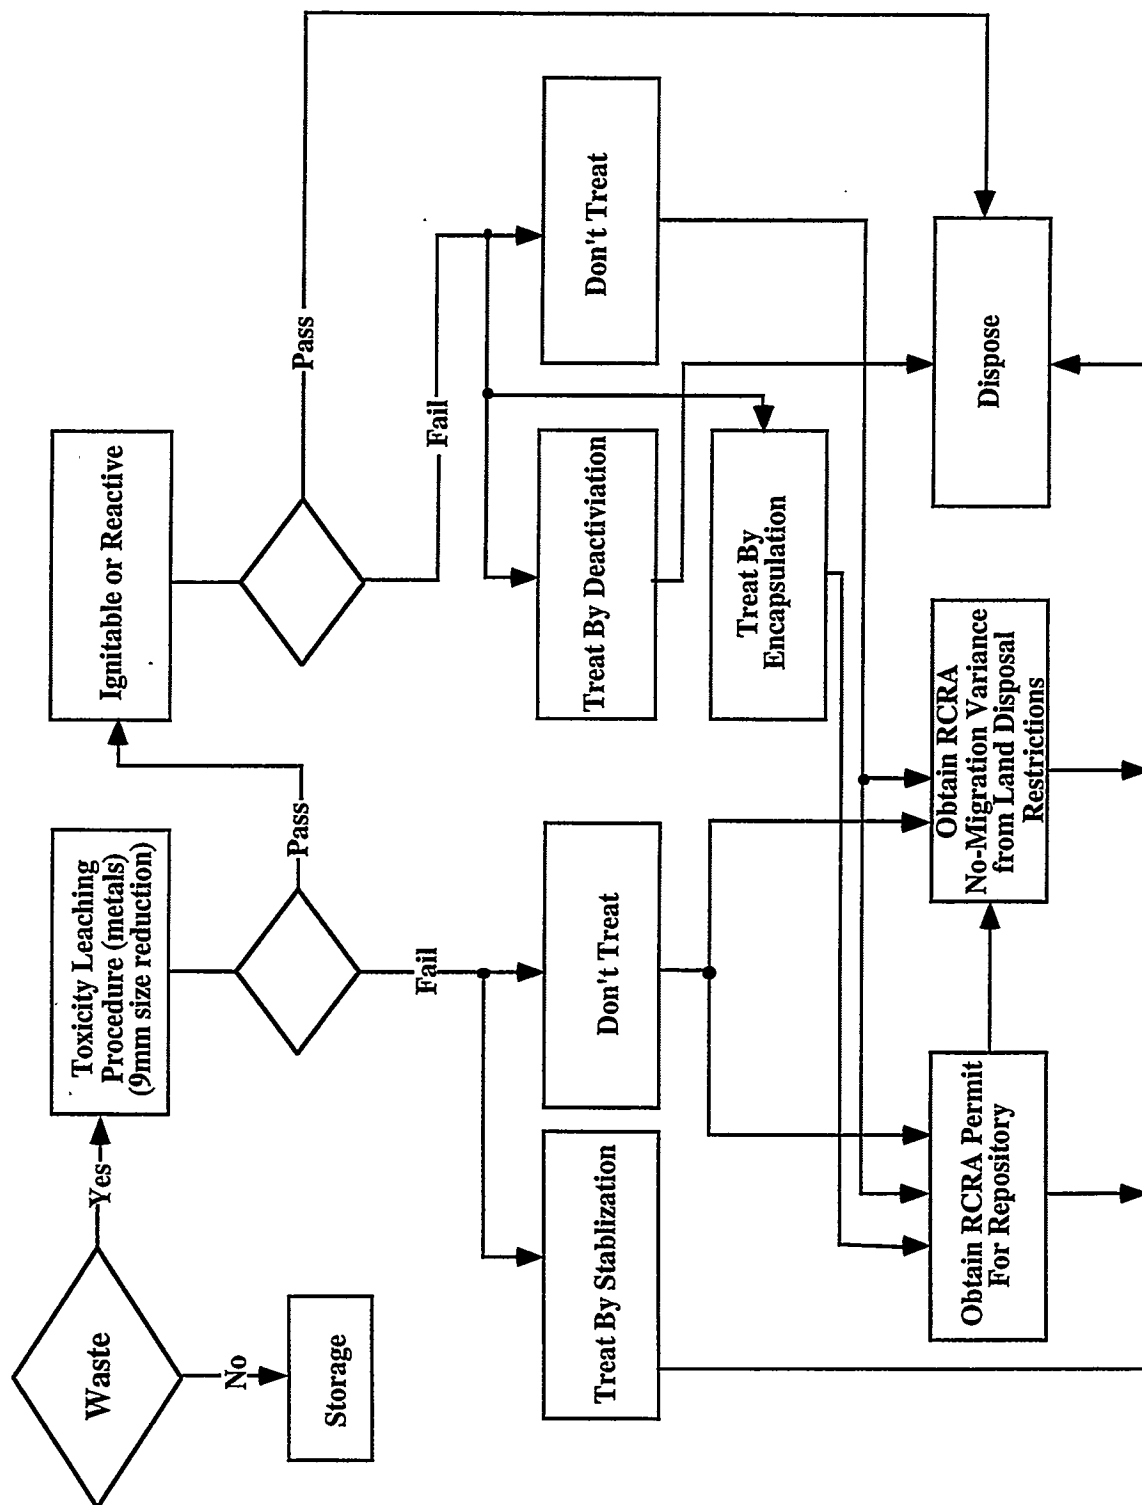 Waste
Yes
No
Storage
Toxicity Leaching
Procedure (metals)
(9mm size reduction)
Pass
Fail
Ignitable or Reactive
Pass
Fail
Treat By Stablization
Don't Treat
Treat By Deactiviation
Don't Treat
Treat By
Encapsulation
Obtain RCRA Permit
For Repository
Obtain RCRA
No-Migration Variance
from Land Disposal
Restrictions
Dispose